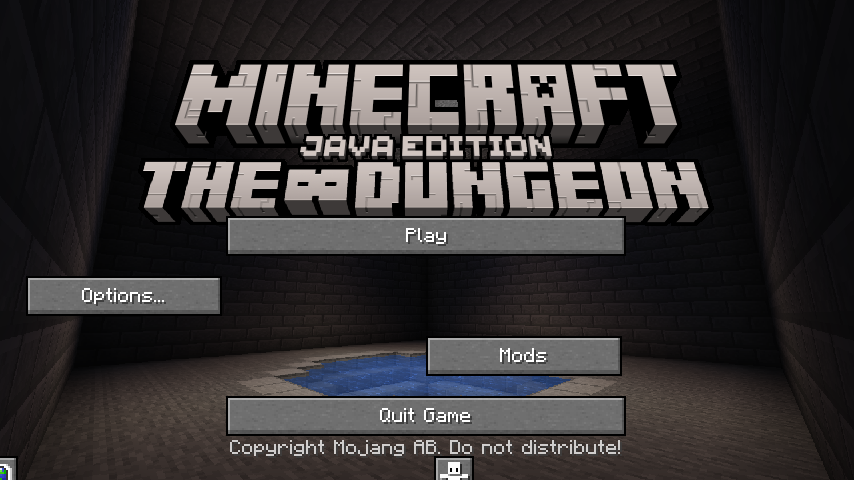 MINECRAFT
JAVA EDITION
THE ∞ DUNGEON
Play
Options...
Mods
Quit Game
Copyright Mojang AB. Do not distribute!